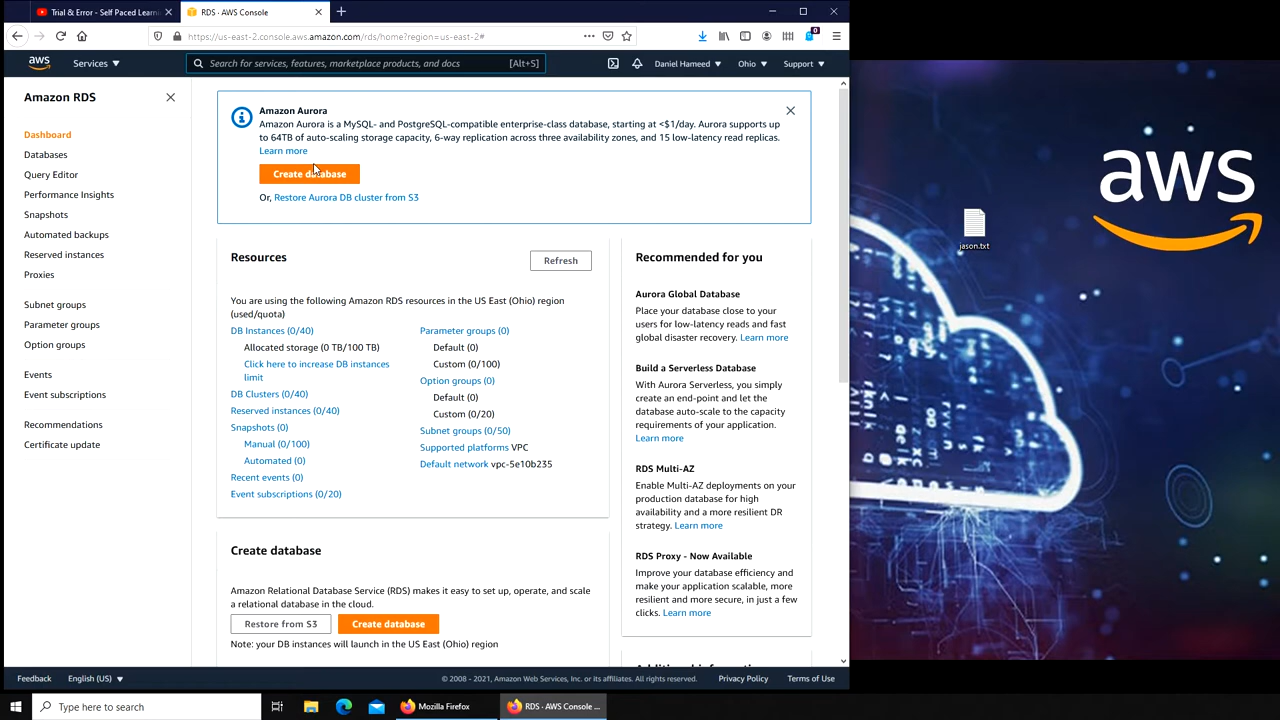 Trial & Error - Self Paced Learni
RDS · AWS Console
https://us-east-2.console.aws.amazon.com/rds/home?region=us-east-2#
0
aws
Services
Search for services, features, marketplace products, and docs
[Alt+S]
Daniel Hameed
Ohio
Support
Amazon RDS
Dashboard
Databases
Query Editor
Performance Insights
Snapshots
Automated backups
Reserved instances
Proxies
Subnet groups
Parameter groups
Option groups
Events
Event subscriptions
Recommendations
Certificate update
Amazon Aurora
Amazon Aurora is a MySQL- and PostgreSQL-compatible enterprise-class database, starting at <$1/day. Aurora supports up
to 64TB of auto-scaling storage capacity, 6-way replication across three availability zones, and 15 low-latency read replicas.
Learn more
Create database
Or, Restore Aurora DB cluster from S3
Resources
Refresh
You are using the following Amazon RDS resources in the US East (Ohio) region
(used/quota)
DB Instances (0/40)
Allocated storage (0 TB/100 TB)
Click here to increase DB instances
limit
DB Clusters (0/40)
Reserved instances (0/40)
Snapshots (0)
Manual (0/100)
Automated (0)
Recent events (0)
Event subscriptions (0/20)
Parameter groups (0)
Default (0)
Custom (0/100)
Option groups (0)
Default (0)
Custom (0/20)
Subnet groups (0/50)
Supported platforms VPC
Default network vpc-5e10b235
Create database
Amazon Relational Database Service (RDS) makes it easy to set up, operate, and scale
a relational database in the cloud.
Restore from S3
Create database
Note: your DB instances will launch in the US East (Ohio) region
Recommended for you
Aurora Global Database
Place your database close to your
users for low-latency reads and fast
global disaster recovery. Learn more
Build a Serverless Database
With Aurora Serverless, you simply
create an end-point and let the
database auto-scale to the capacity
requirements of your application.
Learn more
RDS Multi-AZ
Enable Multi-AZ deployments on your
production database for high
availability and a more resilient DR
strategy. Learn more
RDS Proxy - Now Available
Improve your database efficiency and
make your application scalable, more
resilient and more secure, in just a few
clicks. Learn more
Feedback
English (US)
© 2008 - 2021, Amazon Web Services, Inc. or its affiliates. All rights reserved.
Privacy Policy
Terms of Use
aws
jason.txt
Type here to search
Mozilla Firefox
RDS · AWS Console ...